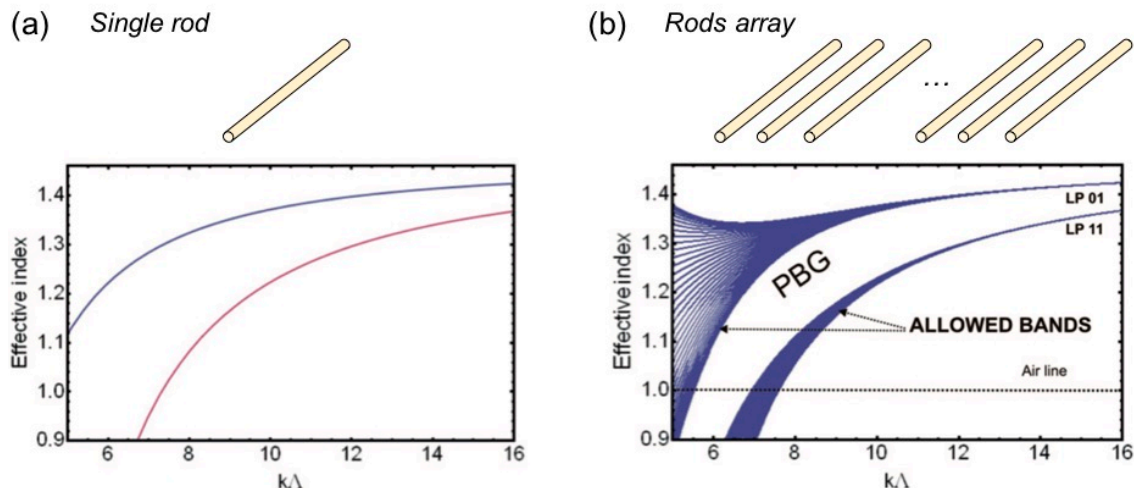 (a) Single rod
(b) Rods array
...
1.4
1.3
1.2
1.1
1.0
0.9
Effective index
6 8 10 12 14 16
kΛ
1.4
1.3
1.2
1.1
1.0
0.9
Effective index
LP 01
LP 11
PBG
ALLOWED BANDS
Air line
6 8 10 12 14 16
kΛ